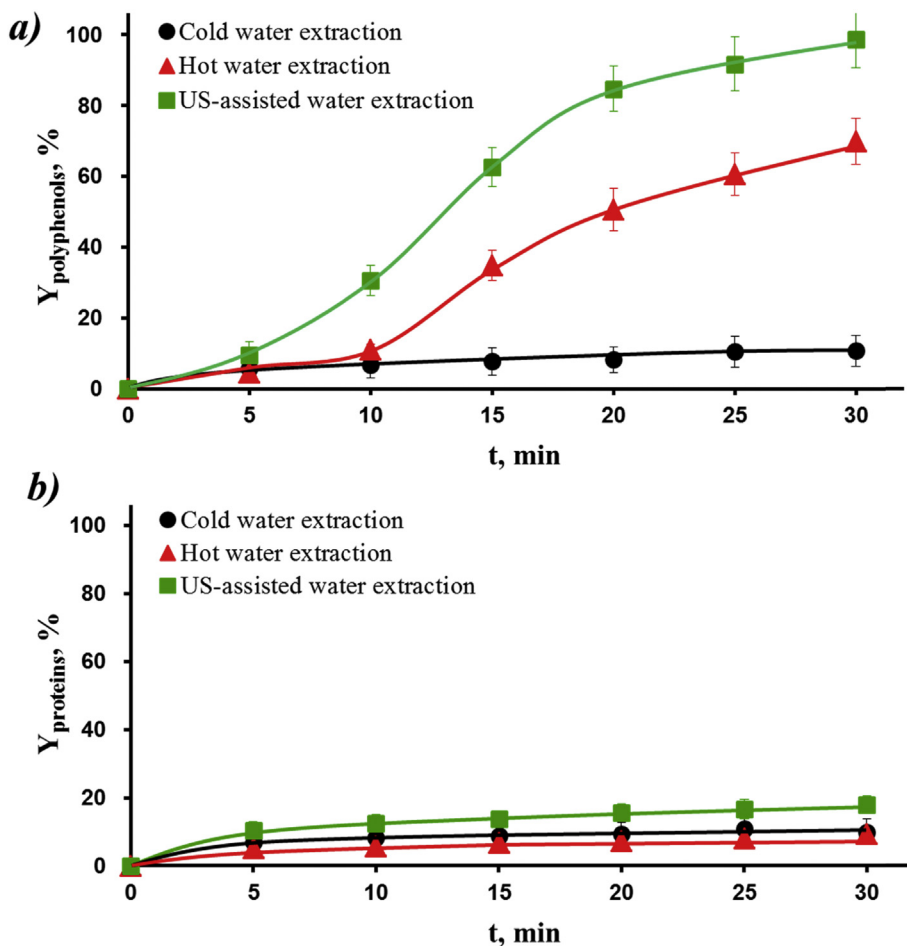 a)
100
80
60
40
20
0
Y polyphenols, %
Cold water extraction
Hot water extraction
US-assisted water extraction
0 5 10 15 20 25 30
t, min
b)
100
80
60
40
20
0
Y proteins, %
Cold water extraction
Hot water extraction
US-assisted water extraction
0 5 10 15 20 25 30
t, min